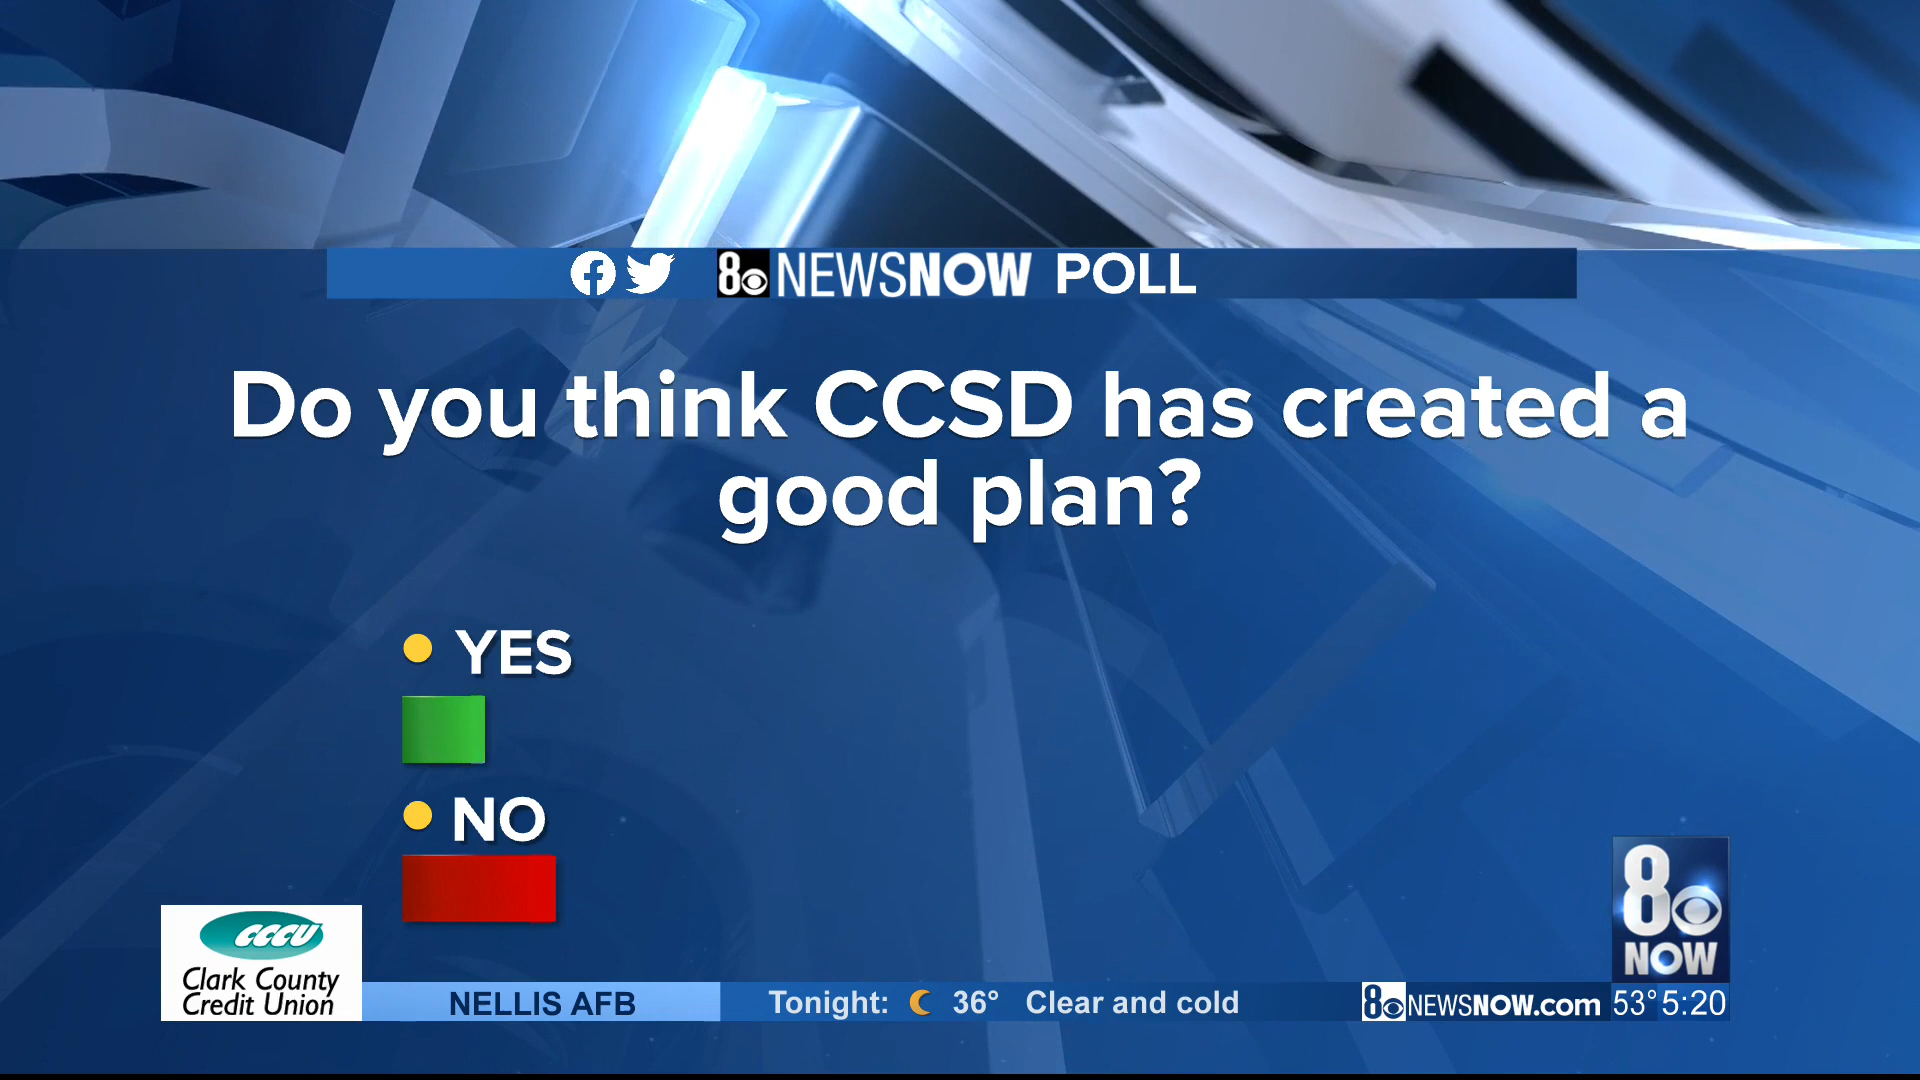 8 NEWSNOW POLL
Do you think CCSD has created a
good plan?
YES
NO
CCCU
Clark County
Credit Union
8
NOW
NELLIS AFB
Tonight: 36° Clear and cold
8 NEWSNOW.com 53° 5:20